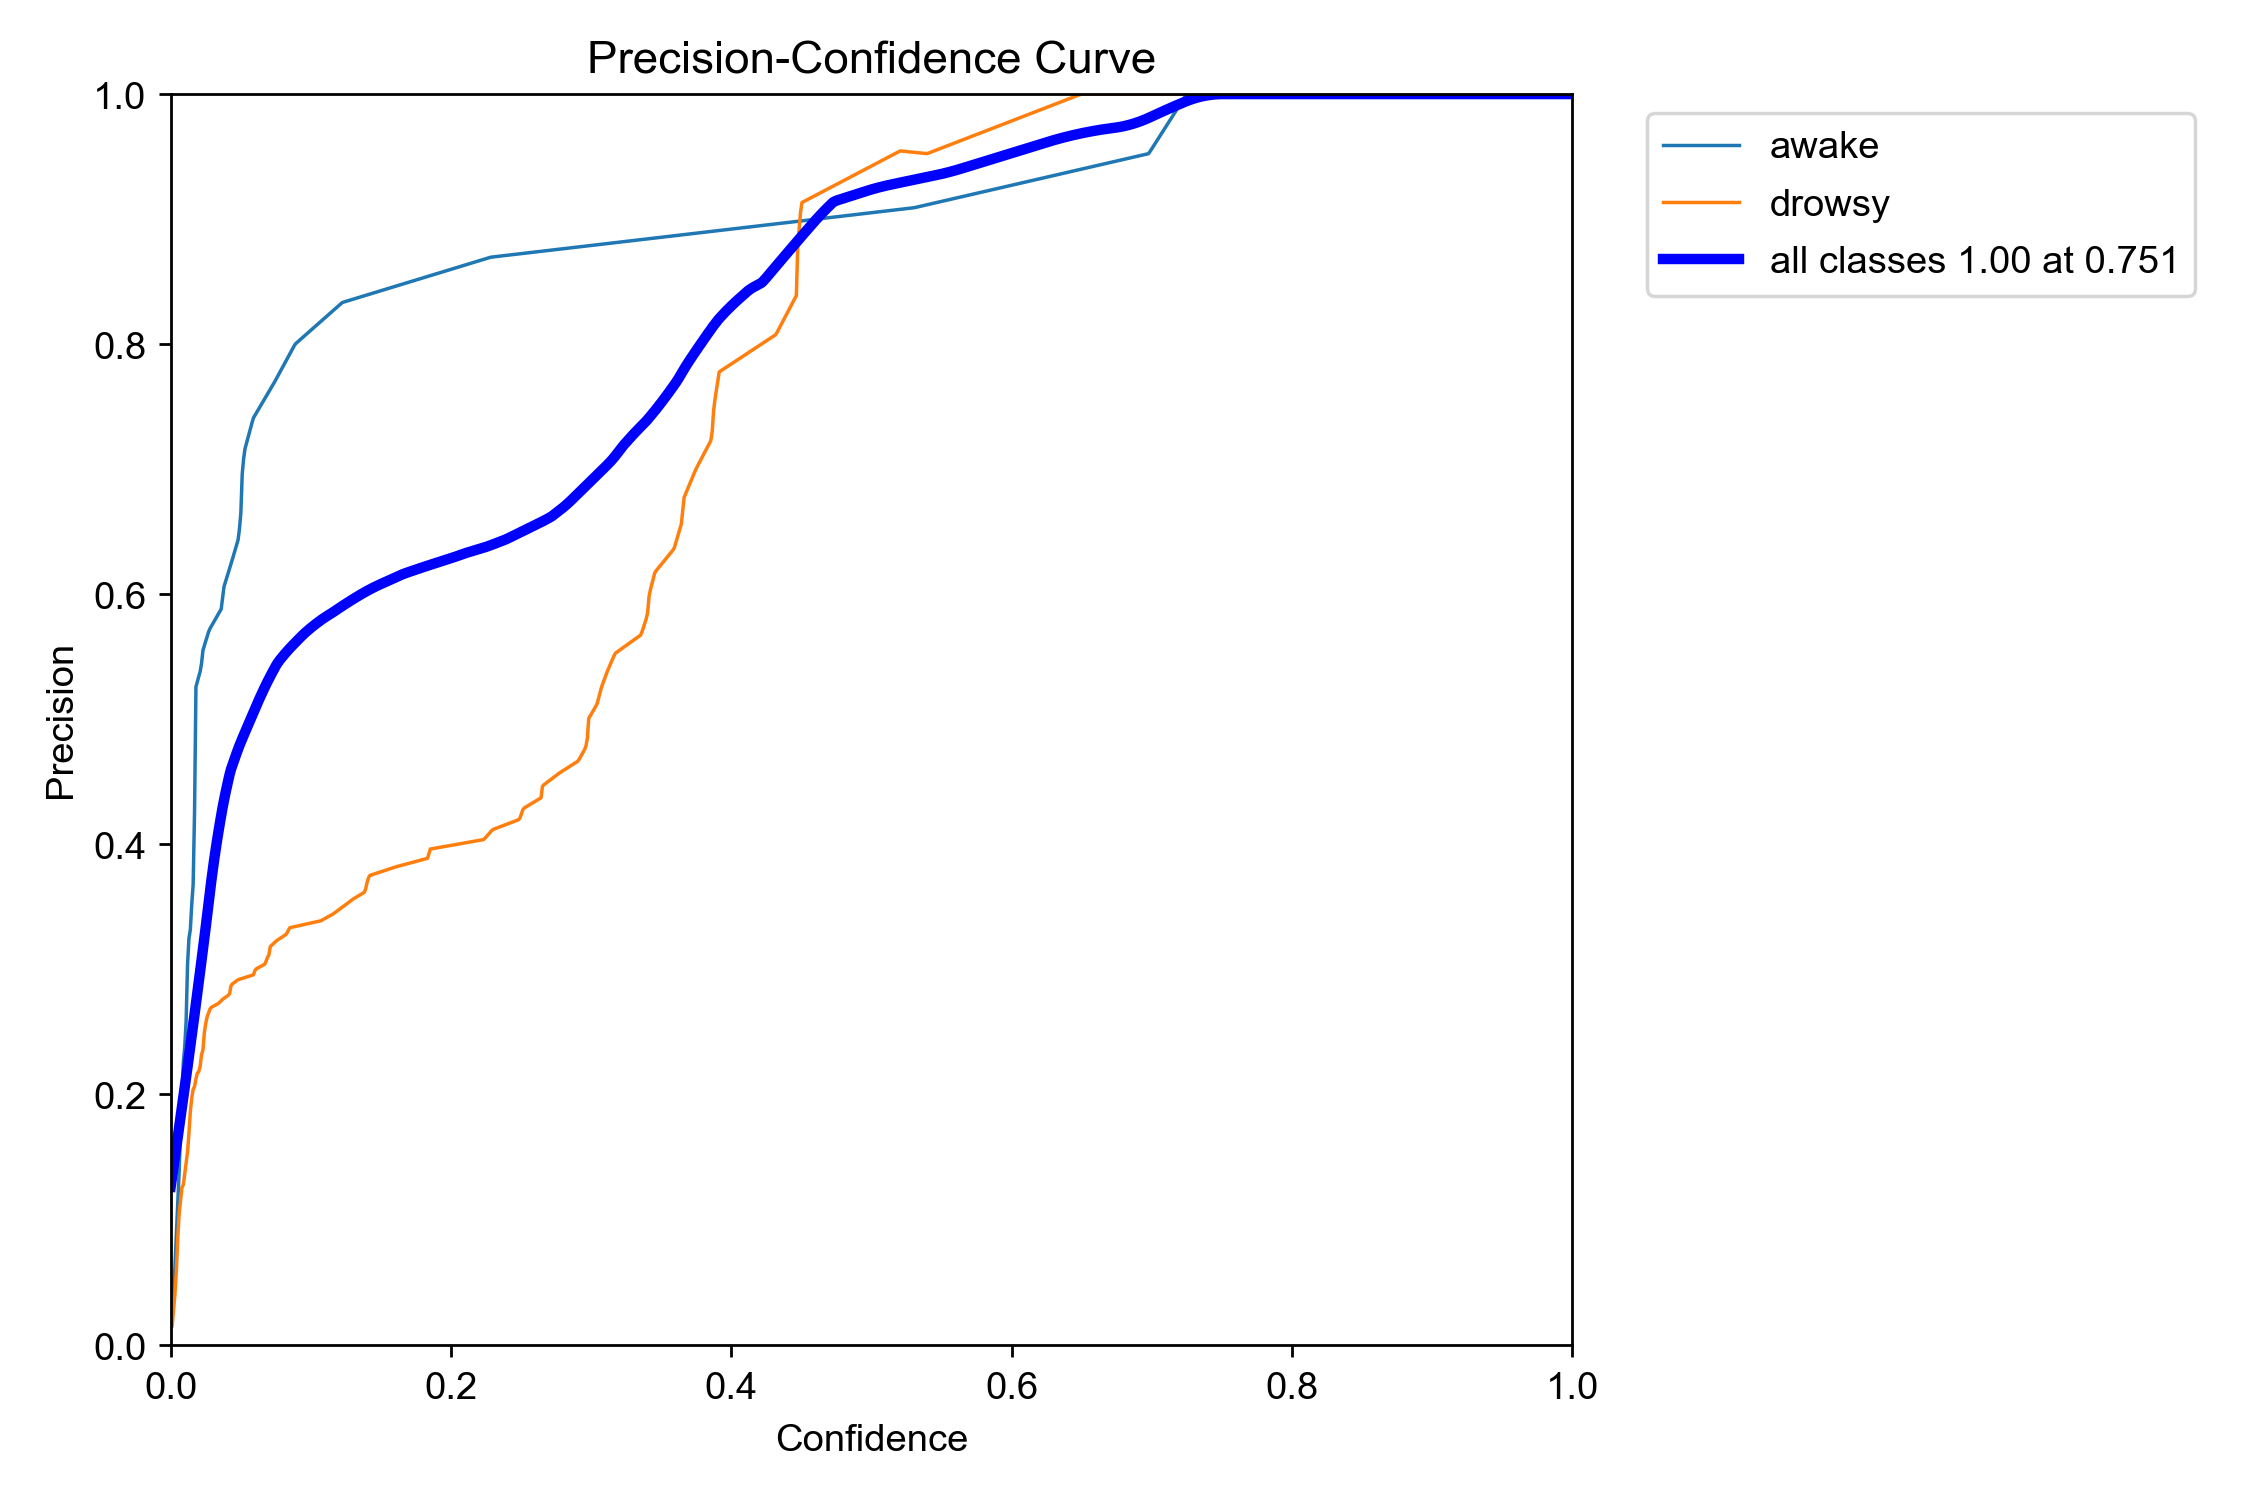 Precision-Confidence Curve
1.0
0.8
0.6
0.4
0.2
0.0
Precision
0.0 0.2 0.4 0.6 0.8 1.0
Confidence
awake
drowsy
all classes 1.00 at 0.751